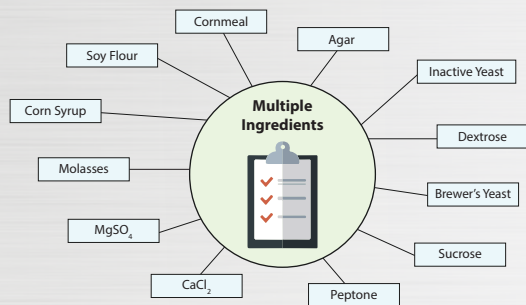 Cornmeal
Agar
Soy Flour
Inactive Yeast
Multiple
Ingredients
Corn Syrup
Dextrose
Molasses
Brewer's Yeast
MgSO₄
Sucrose
CaCl₂
Peptone